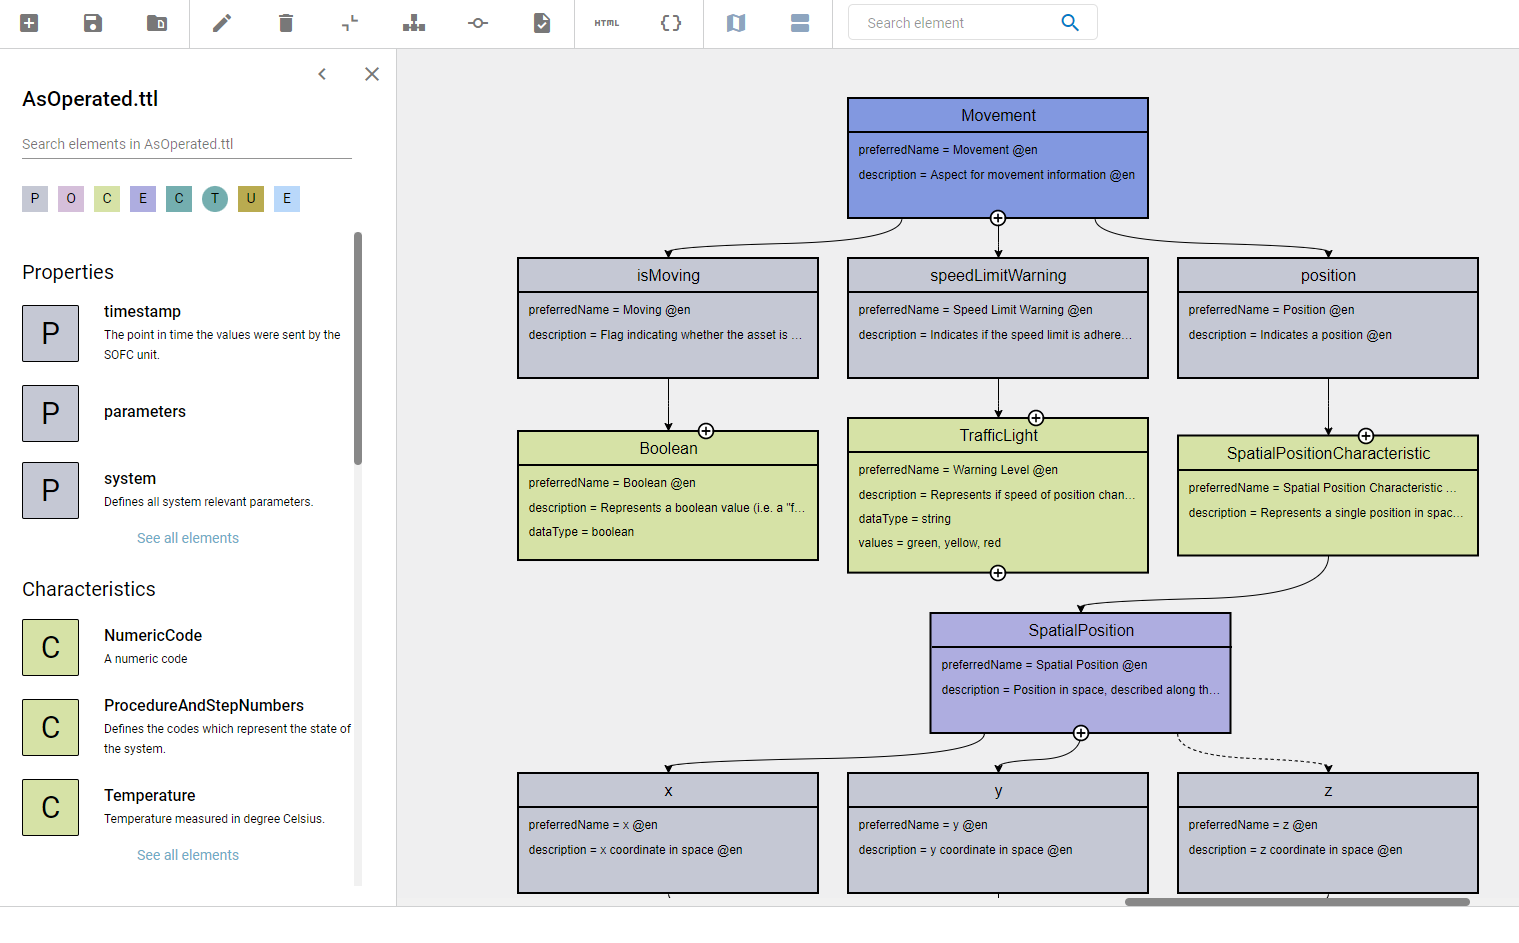 HTML
Search element
AsOperated.ttl
Search elements in AsOperated.ttl
P O C E C T U E
Properties
P
timestamp
The point in time the values were sent by the
SOFC unit.
P
parameters
P
system
Defines all system relevant parameters.
See all elements
Characteristics
C
NumericCode
A numeric code
C
ProcedureAndStepNumbers
Defines the codes which represent the state of
the system.
C
Temperature
Temperature measured in degree Celsius.
See all elements
Movement
preferredName = Movement @en
description = Aspect for movement information @en
isMoving
preferredName = Moving @en
description = Flag indicating whether the asset is ...
speedLimitWarning
preferredName = Speed Limit Warning @en
description = Indicates if the speed limit is adhere...
position
preferredName = Position @en
description = Indicates a position @en
Boolean
preferredName = Boolean @en
description = Represents a boolean value (i.e. a "f...
dataType = boolean
TrafficLight
preferredName = Warning Level @en
description = Represents if speed of position chan...
dataType = string
values = green, yellow, red
SpatialPositionCharacteristic
preferredName = Spatial Position Characteristic ...
description = Represents a single position in spac...
SpatialPosition
preferredName = Spatial Position @en
description = Position in space, described along th...
x
preferredName = x @en
description = x coordinate in space @en
y
preferredName = y @en
description = y coordinate in space @en
z
preferredName = z @en
description = z coordinate in space @en